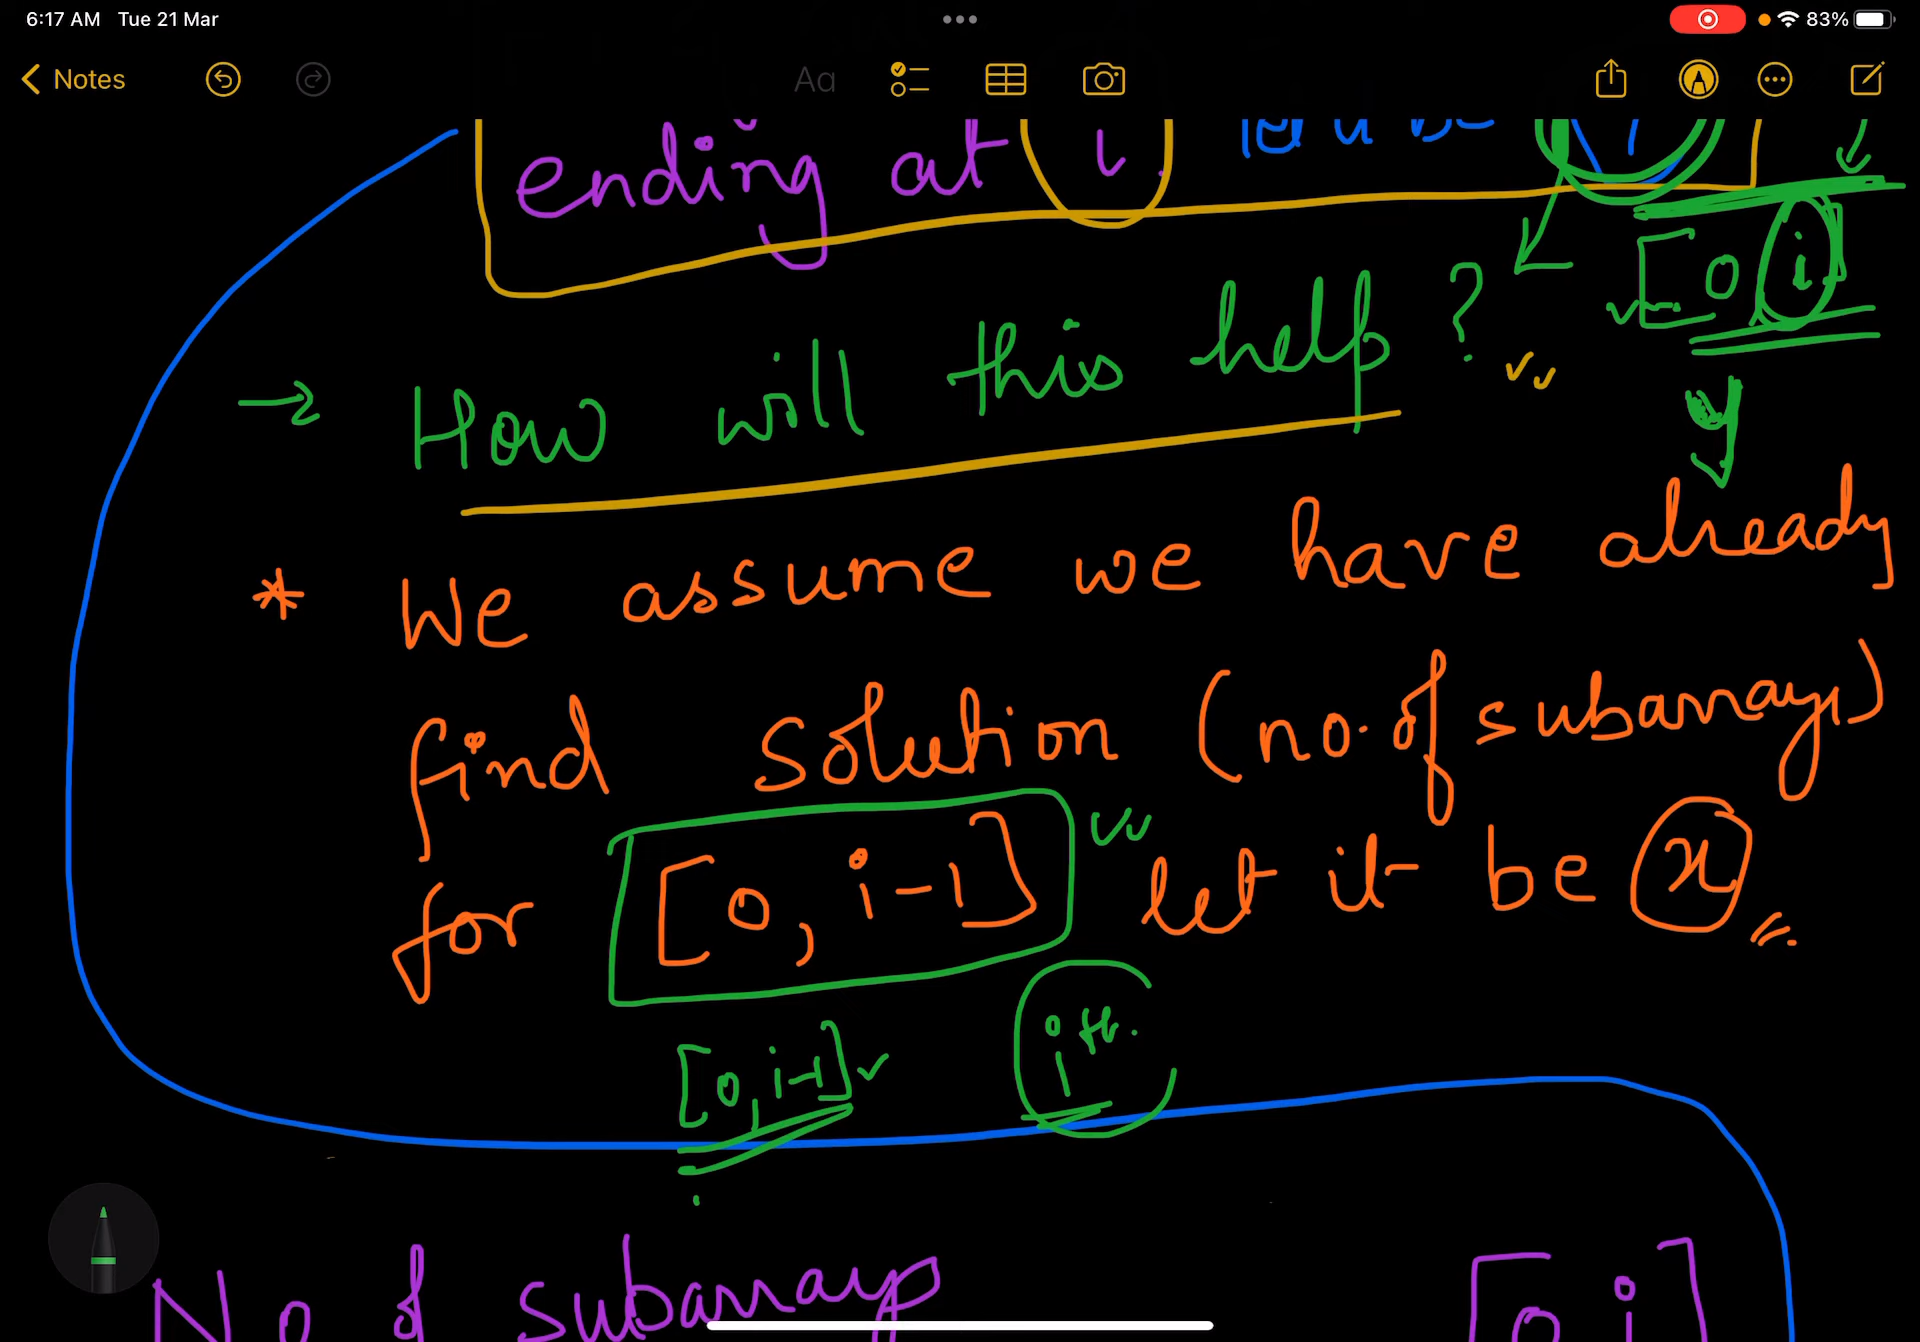 6:17 AM Tue 21 Mar
83%
Notes
Aa
ending at i
[0 i
y
→ How will this help ?
* We assume we have already
find solution (no. of subarrays)
for [0, i-1] let it be x
[0, i-1] ith.
No of subarrays [0 i]